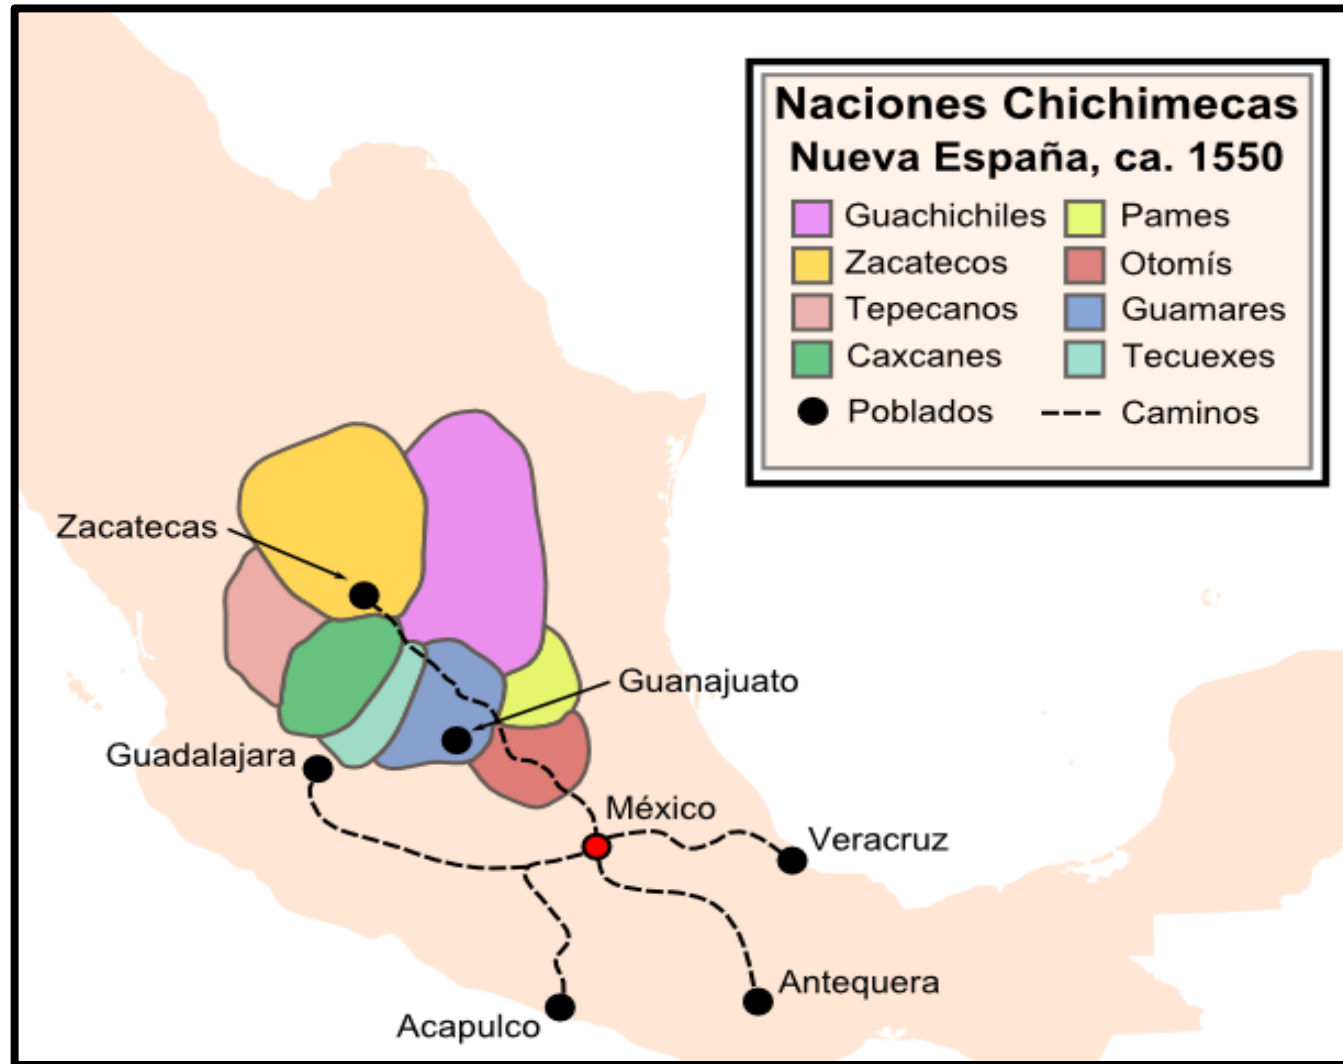 Naciones Chichimecas
Nueva España, ca. 1550
Guachichiles
Pames
Zacatecos
Otomís
Tepecanos
Guamares
Caxcanes
Tecuexes
Poblados
Caminos
Zacatecas
Guanajuato
Guadalajara
México
Veracruz
Antequera
Acapulco